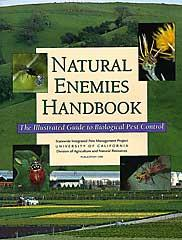 NATURAL
ENEMIES
HANDBOOK
The Illustrated Guide to Biological Pest Control
Statewide Integrated Pest Management Project
UNIVERSITY OF CALIFORNIA
Division of Agriculture and Natural Resources